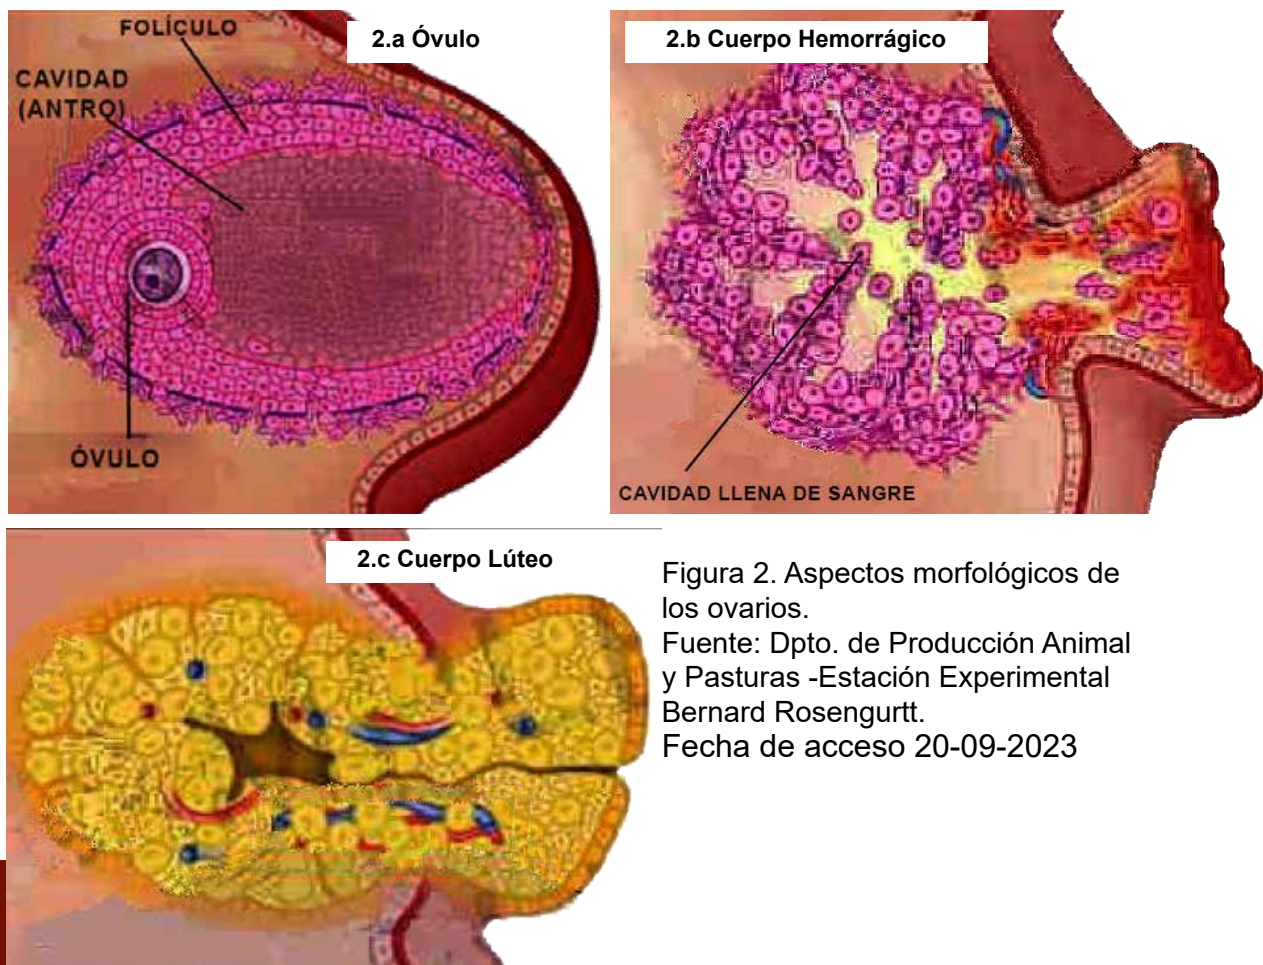 FOLÍCULO
2.a Óvulo
CAVIDAD
(ANTRO)
ÓVULO
2.b Cuerpo Hemorrágico
CAVIDAD LLENA DE SANGRE
2.c Cuerpo Lúteo
Figura 2. Aspectos morfológicos de
los ovarios.
Fuente: Dpto. de Producción Animal
y Pasturas -Estación Experimental
Bernard Rosengurtt.
Fecha de acceso 20-09-2023